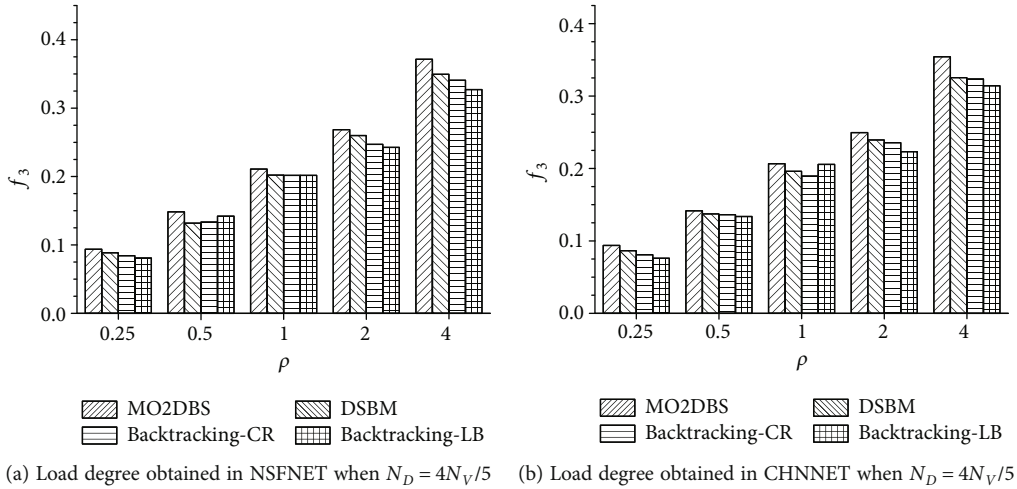 0.4
0.3
0.2
0.1
0.0
f₃
0.25 0.5 1 2 4
ρ
MO2DBS DSBM
Backtracking-CR Backtracking-LB
(a) Load degree obtained in NSFNET when N_D = 4N_V/5
0.4
0.3
0.2
0.1
0.0
f₃
0.25 0.5 1 2 4
ρ
MO2DBS DSBM
Backtracking-CR Backtracking-LB
(b) Load degree obtained in CHNNET when N_D = 4N_V/5